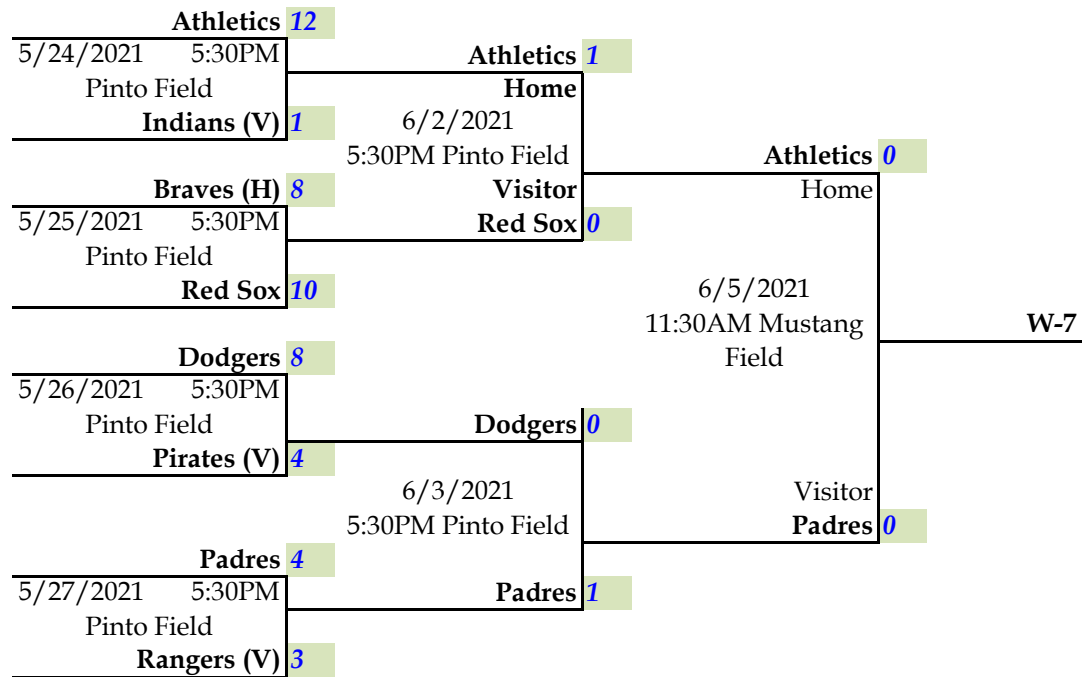 Athletics 12
5/24/2021 5:30PM
Pinto Field
Indians (V) 1
Braves (H) 8
5/25/2021 5:30PM
Pinto Field
Red Sox 10
Dodgers 8
5/26/2021 5:30PM
Pinto Field
Pirates (V) 4
Padres 4
5/27/2021 5:30PM
Pinto Field
Rangers (V) 3
Athletics 1
Home
6/2/2021
5:30PM Pinto Field
Visitor
Red Sox 0
Dodgers 0
6/3/2021
5:30PM Pinto Field
Padres 1
Athletics 0
Home
6/5/2021
11:30AM Mustang
Field
Visitor
Padres 0
W-7